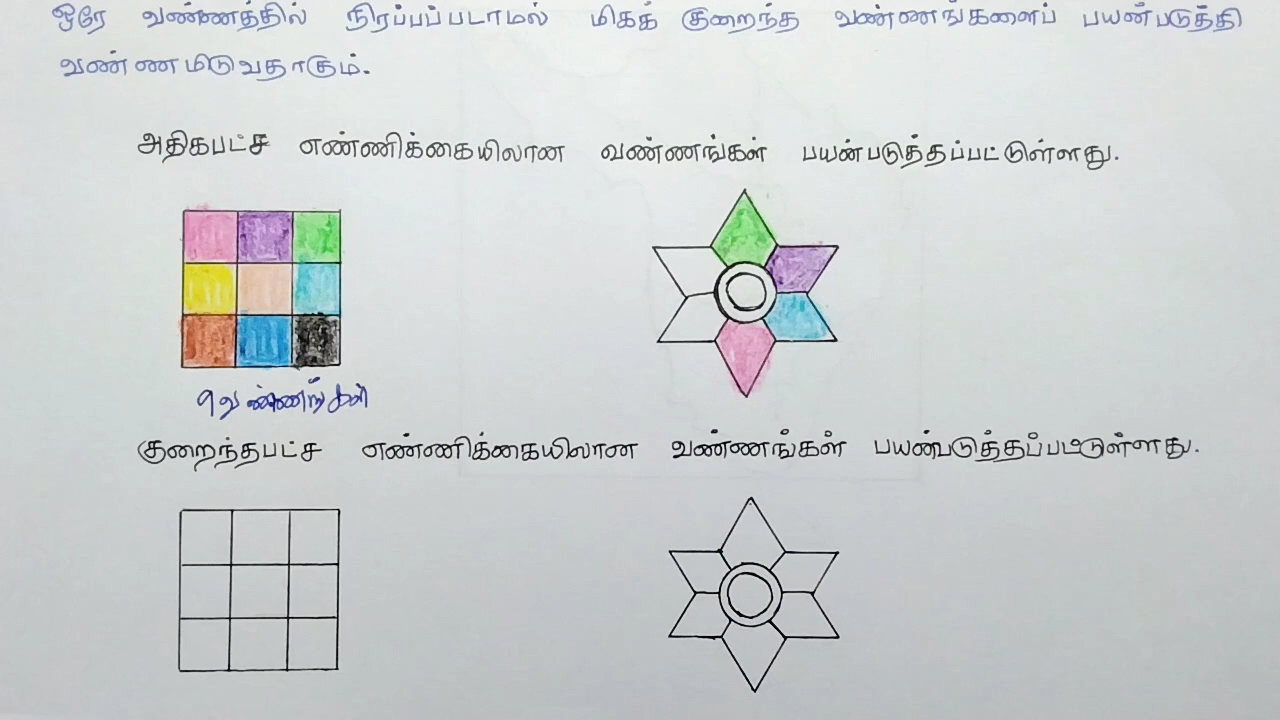 ஒரே வண்ணத்தில் நிரப்பப்படாமல் மிகக் குறைந்த வண்ணங்களைப் பயன்படுத்தி
வண்ணமிடுவதாகும்.
அதிகபட்ச எண்ணிக்கையிலான வண்ணங்கள் பயன்படுத்தப்பட்டுள்ளது.
9 வண்ணங்கள்
குறைந்தபட்ச எண்ணிக்கையிலான வண்ணங்கள் பயன்படுத்தப்பட்டுள்ளது.